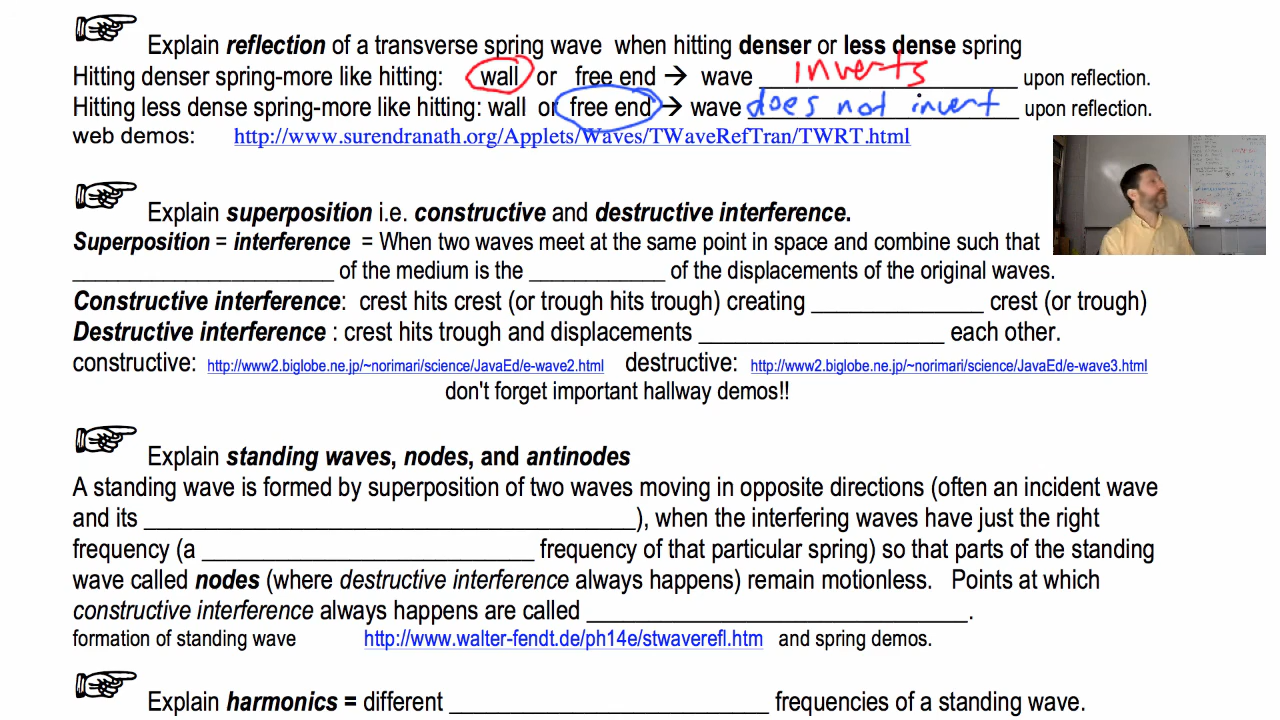 Explain reflection of a transverse spring wave when hitting denser or less dense spring
Hitting denser spring-more like hitting: wall or free end → wave inverts upon reflection.
Hitting less dense spring-more like hitting: wall or free end → wave does not invert upon reflection.
web demos: http://www.surendranath.org/Applets/Waves/TWaveRefTran/TWRT.html
Explain superposition i.e. constructive and destructive interference.
Superposition = interference = When two waves meet at the same point in space and combine such that
____________________ of the medium is the ___________ of the displacements of the original waves.
Constructive interference: crest hits crest (or trough hits trough) creating _____________ crest (or trough)
Destructive interference : crest hits trough and displacements ___________________ each other.
constructive: http://www2.biglobe.ne.jp/~norimari/science/JavaEd/e-wave2.html destructive: http://www2.biglobe.ne.jp/~norimari/science/JavaEd/e-wave3.html
don't forget important hallway demos!!
Explain standing waves, nodes, and antinodes
A standing wave is formed by superposition of two waves moving in opposite directions (often an incident wave
and its ______________________________________), when the interfering waves have just the right
frequency (a __________________________ frequency of that particular spring) so that parts of the standing
wave called nodes (where destructive interference always happens) remain motionless. Points at which
constructive interference always happens are called ______________________________.
formation of standing wave http://www.walter-fendt.de/ph14e/stwaverefl.htm and spring demos.
Explain harmonics = different _________________________ frequencies of a standing wave.